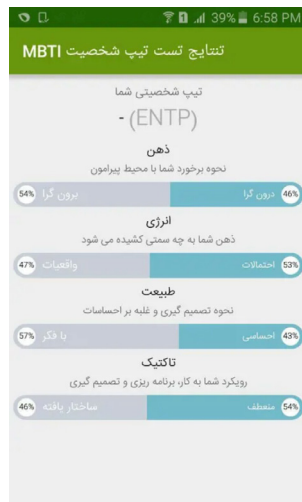 39% 6:58 PM
تنتایج تست تیپ شخصیت MBTI
تیپ شخصیتی شما
- (ENTP)
ذهن
نحوه برخورد شما با محیط پیرامون
46% درون گرا برون گرا 54%
انرژی
ذهن شما به چه سمتی کشیده می شود
53% احتمالات واقعیات 47%
طبیعت
نحوه تصمیم گیری و غلبه بر احساسات
43% احساسی با فکر 57%
تاکتیک
رویکرد شما به کار، برنامه ریزی و تصمیم گیری
54% منعطف ساختار یافته 46%